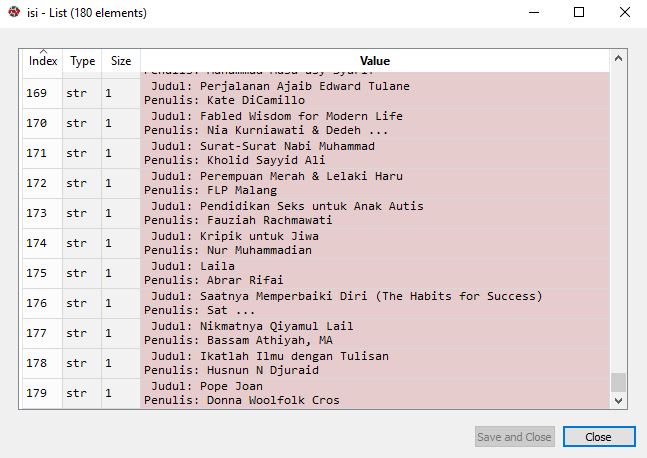 isi - List (180 elements)
Index Type Size Value
169 str 1 Judul: Perjalanan Ajaib Edward Tulane
Penulis: Kate DiCamillo
170 str 1 Judul: Fabled Wisdom for Modern Life
Penulis: Nia Kurniawati & Dedeh ...
171 str 1 Judul: Surat-Surat Nabi Muhammad
Penulis: Kholid Sayyid Ali
172 str 1 Judul: Perempuan Merah & Lelaki Haru
Penulis: FLP Malang
173 str 1 Judul: Pendidikan Seks untuk Anak Autis
Penulis: Fauziah Rachmawati
174 str 1 Judul: Kripik untuk Jiwa
Penulis: Nur Muhammadian
175 str 1 Judul: Laila
Penulis: Abrar Rifai
176 str 1 Judul: Saatnya Memperbaiki Diri (The Habits for Success)
Penulis: Sat ...
177 str 1 Judul: Nikmatnya Qiyamul Lail
Penulis: Bassam Athiyah, MA
178 str 1 Judul: Ikatlah Ilmu dengan Tulisan
Penulis: Husnun N Djuraid
179 str 1 Judul: Pope Joan
Penulis: Donna Woolfolk Cros
Save and Close Close